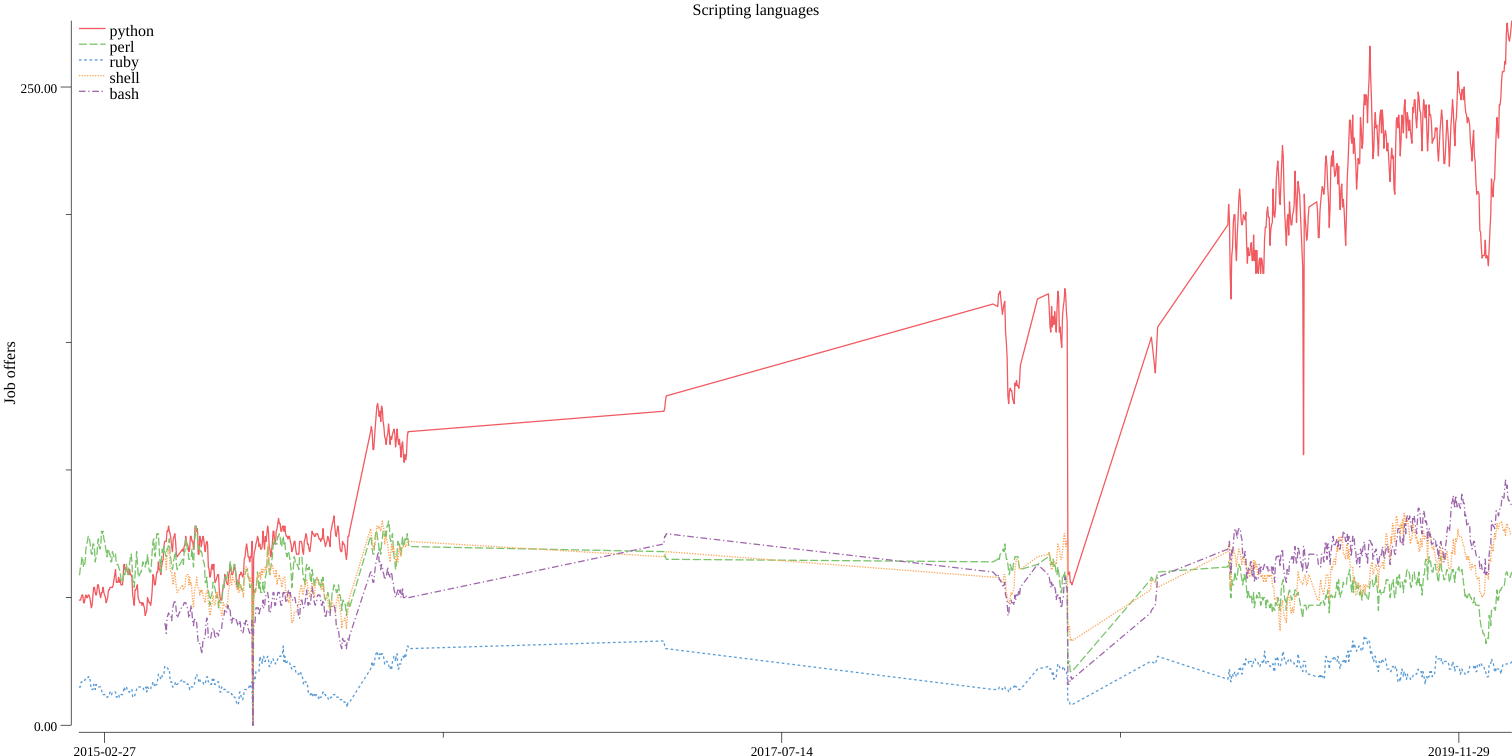 Scripting languages
python
perl
ruby
shell
bash
250.00
Job offers
0.00
2015-02-27
2017-07-14
2019-11-29